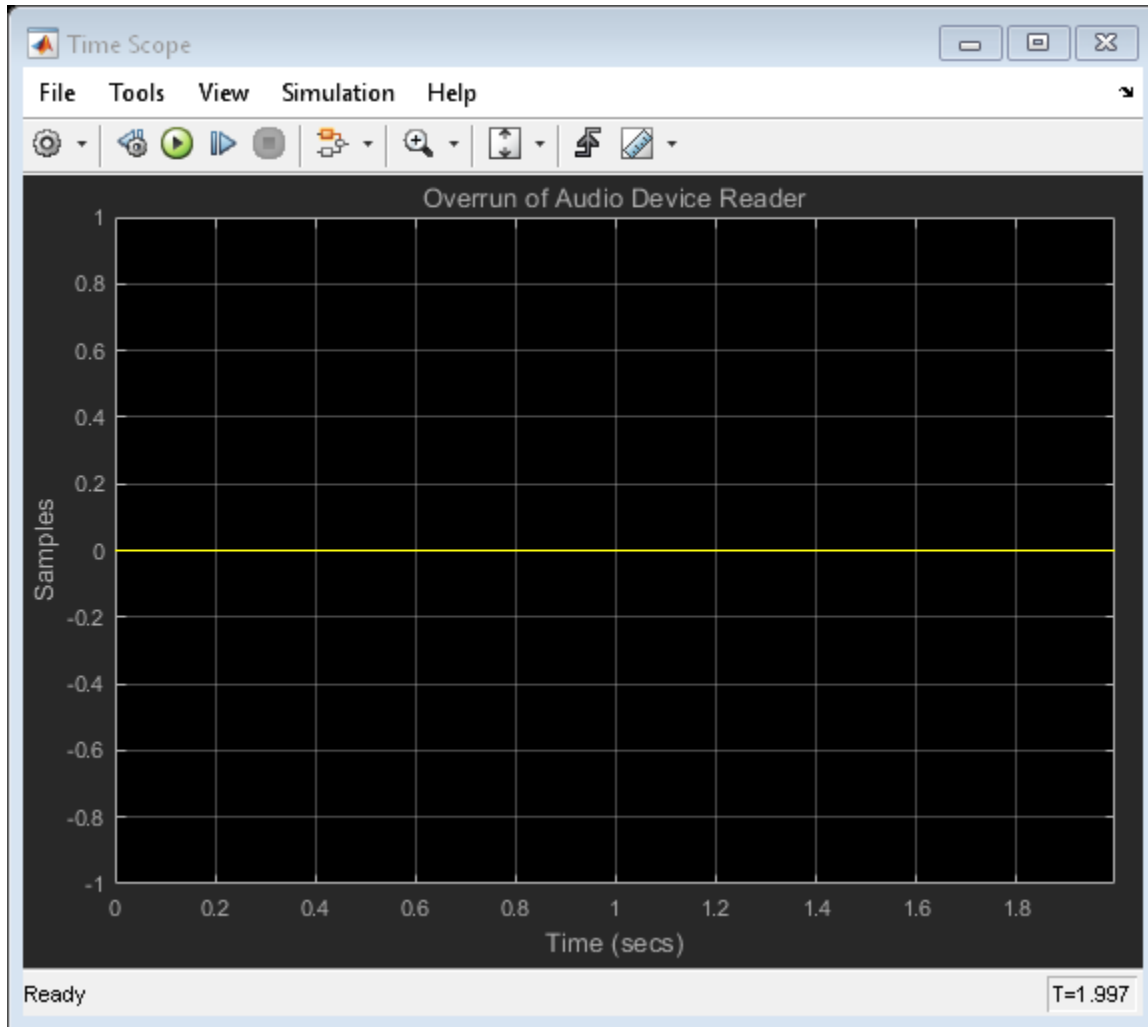 Time Scope
File Tools View Simulation Help
Overrun of Audio Device Reader
1
0.8
0.6
0.4
0.2
0
-0.2
-0.4
-0.6
-0.8
-1
Samples
0 0.2 0.4 0.6 0.8 1 1.2 1.4 1.6 1.8
Time (secs)
Ready T=1.997